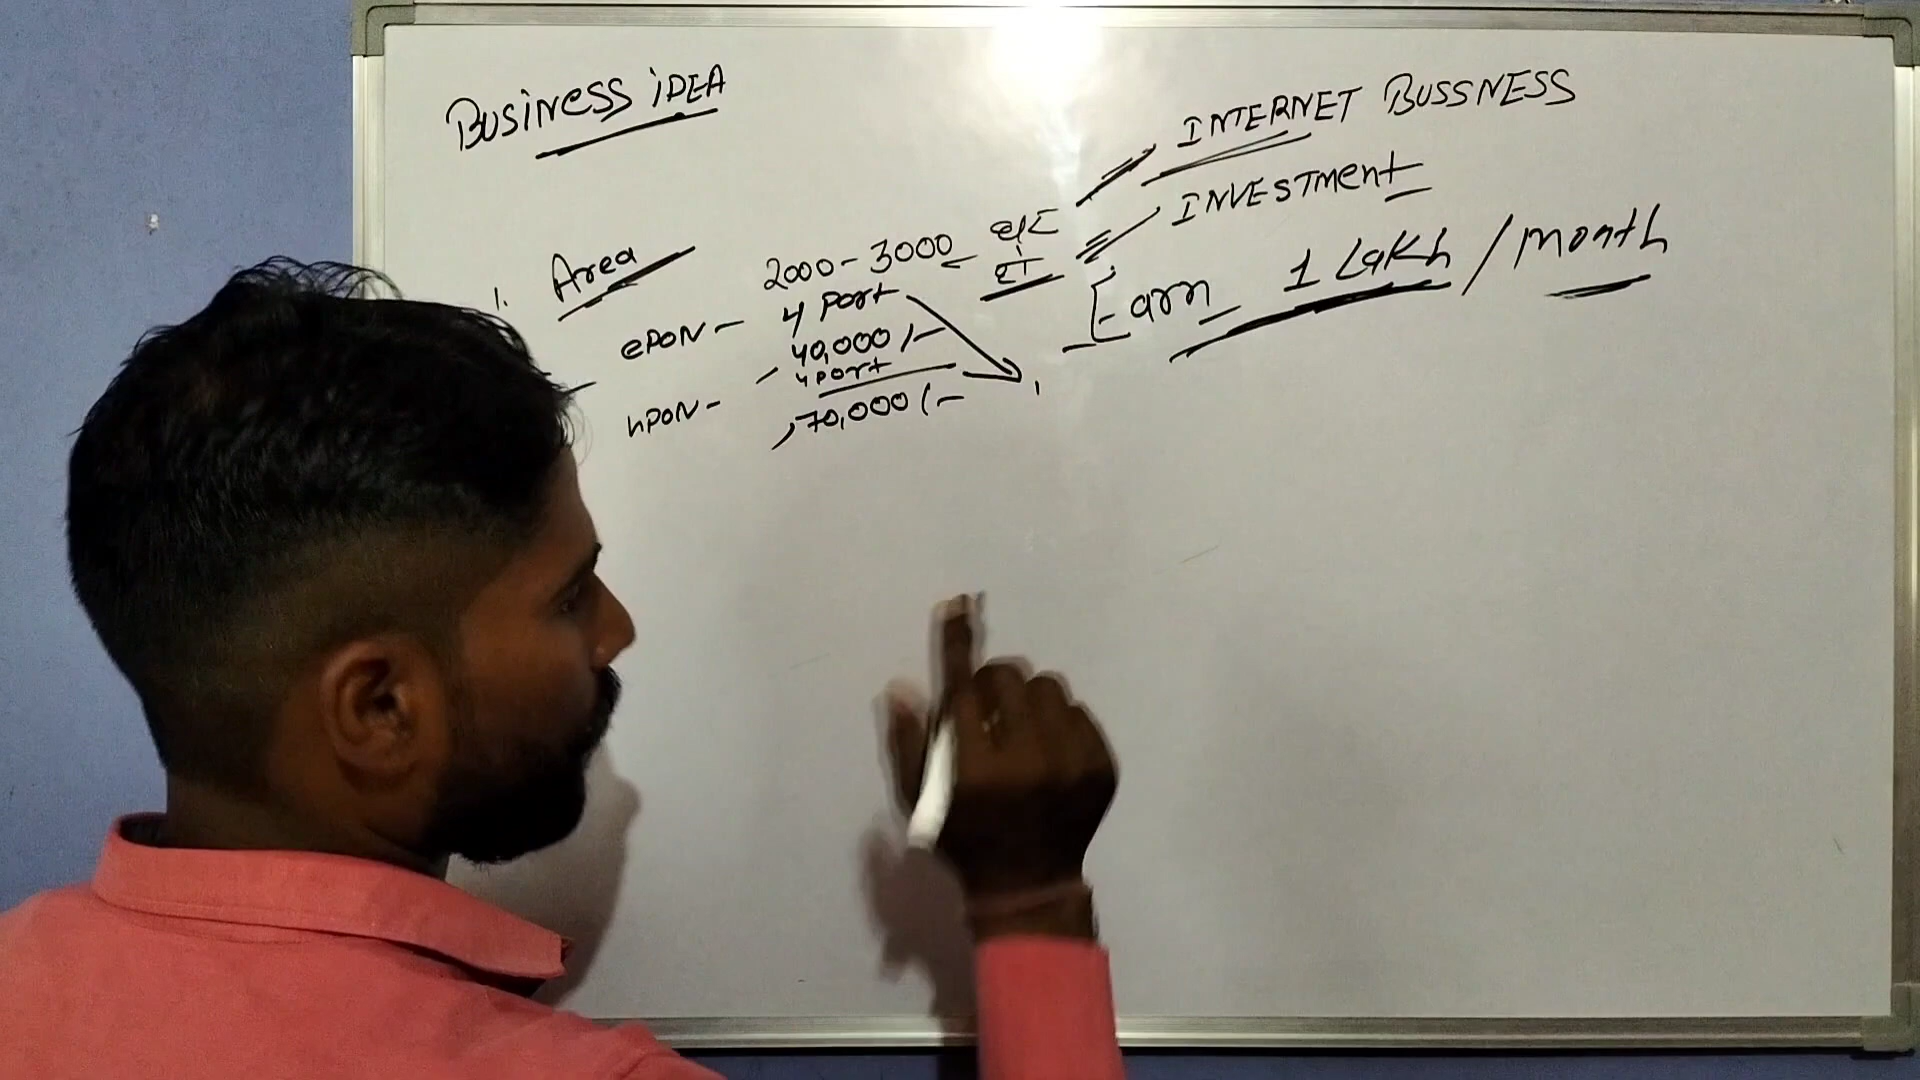 BUSiNESS iDEA
INTERNET BUSSNESS
INVESTment
Earn 1 Lakh / month
1. Area
2000 - 3000
ePON - 4 Port
40,000 /-
4 port
70,000 /-